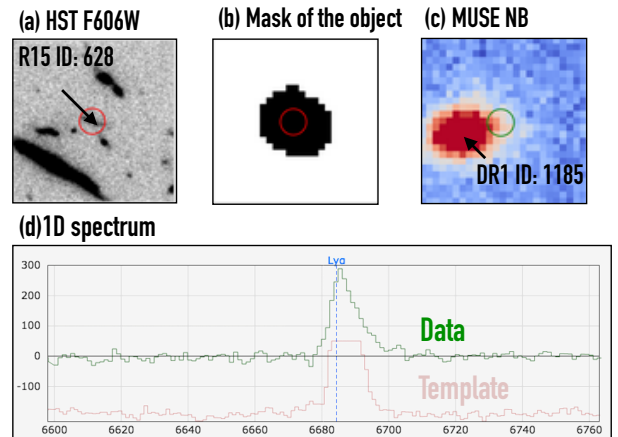 (a) HST F606W
(b) Mask of the object
(c) MUSE NB
R15 ID: 628
DR1 ID: 1185
(d)1D spectrum
Lya
300
200
100
0
-100
Data
Template
6600
6620
6640
6660
6680
6700
6720
6740
6760